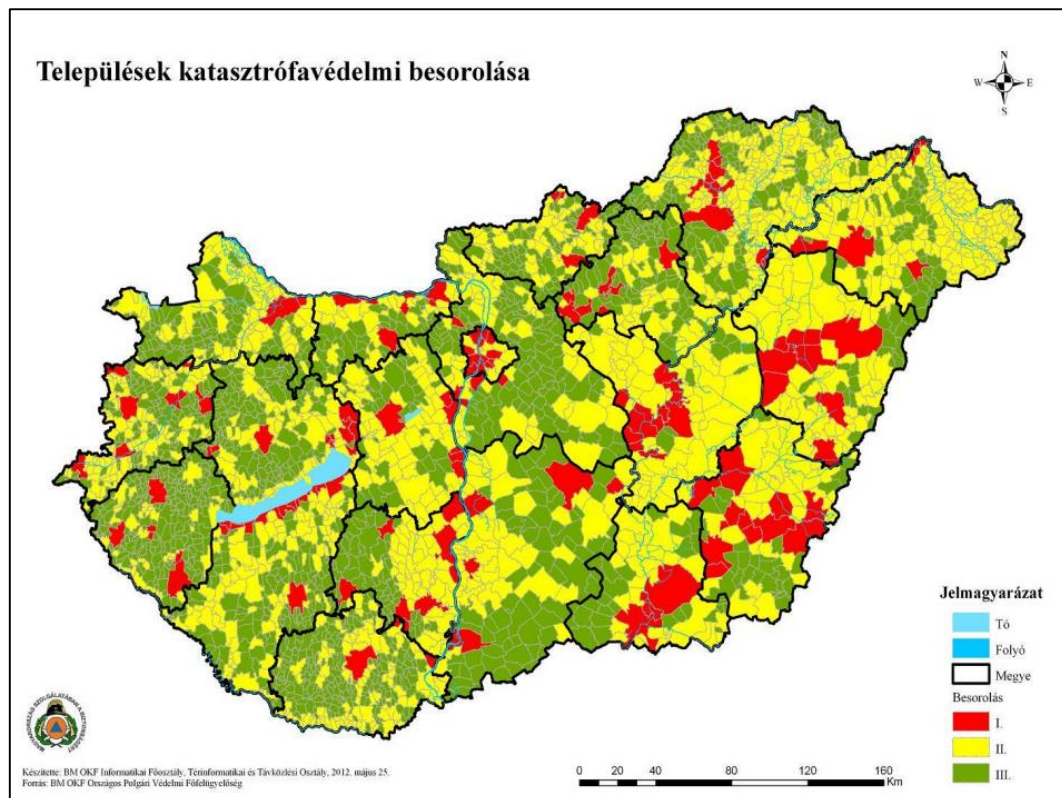 Települések katasztrófavédelmi besorolása
N
W E
S
Jelmagyarázat
Tó
Folyó
Megye
Besorolás
I.
II.
III.
Készítette: BM OKF Informatikai Főosztály, Térinformatikai és Távközlési Osztály, 2012. május 25.
Forrás: BM OKF Országos Polgári Védelmi Főfelügyelőség
0 20 40 80 120 160
Km